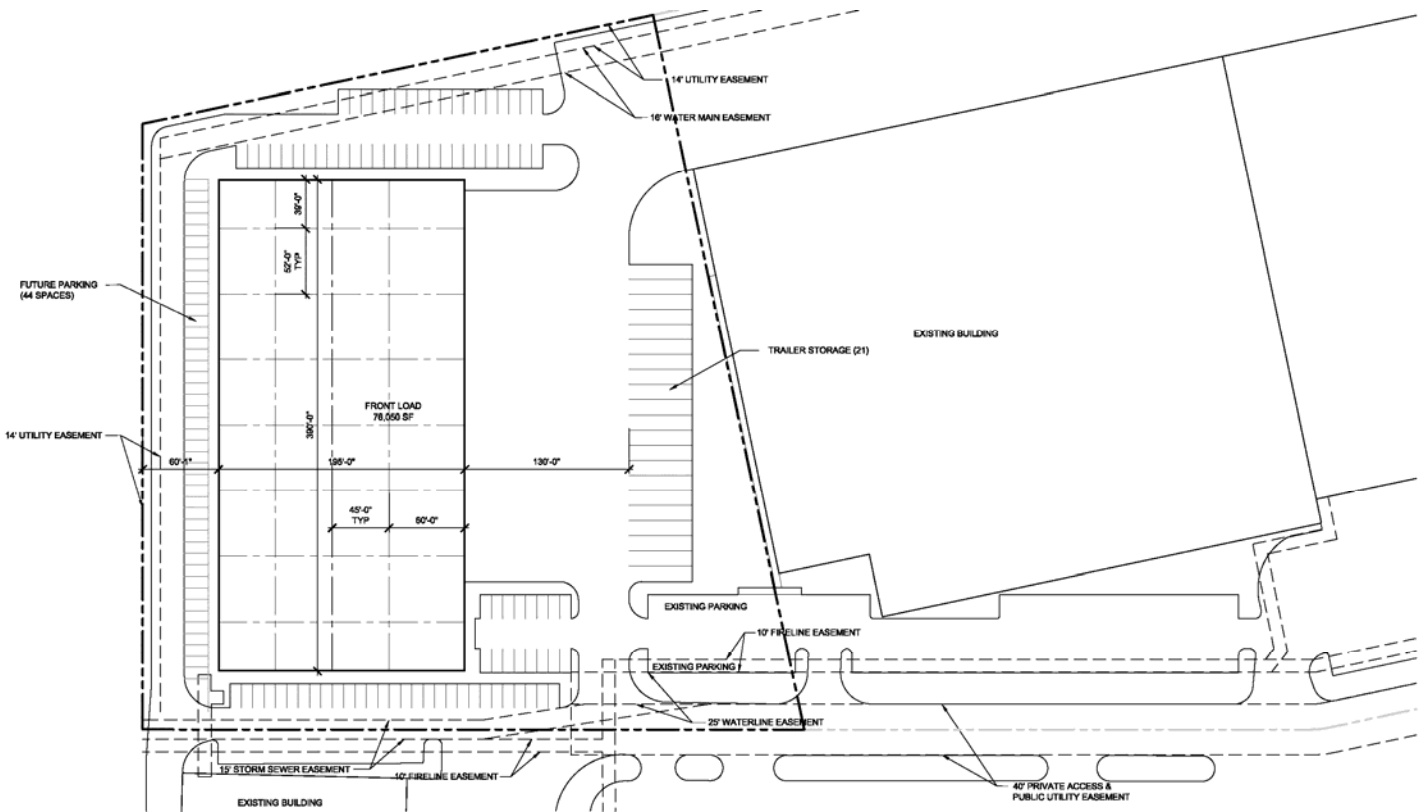 14' UTILITY EASEMENT
16' WATER MAIN EASEMENT
39'-0"
52'-0"
TYP
FUTURE PARKING
(44 SPACES)
EXISTING BUILDING
TRAILER STORAGE (21)
FRONT LOAD
76,050 SF
390'-0"
14' UTILITY EASEMENT
60'-1"
195'-0"
130'-0"
45'-0"
TYP
60'-0"
EXISTING PARKING
10' FIRELINE EASEMENT
EXISTING PARKING
25' WATERLINE EASEMENT
15' STORM SEWER EASEMENT
10' FIRELINE EASEMENT
40' PRIVATE ACCESS &
PUBLIC UTILITY EASEMENT
EXISTING BUILDING